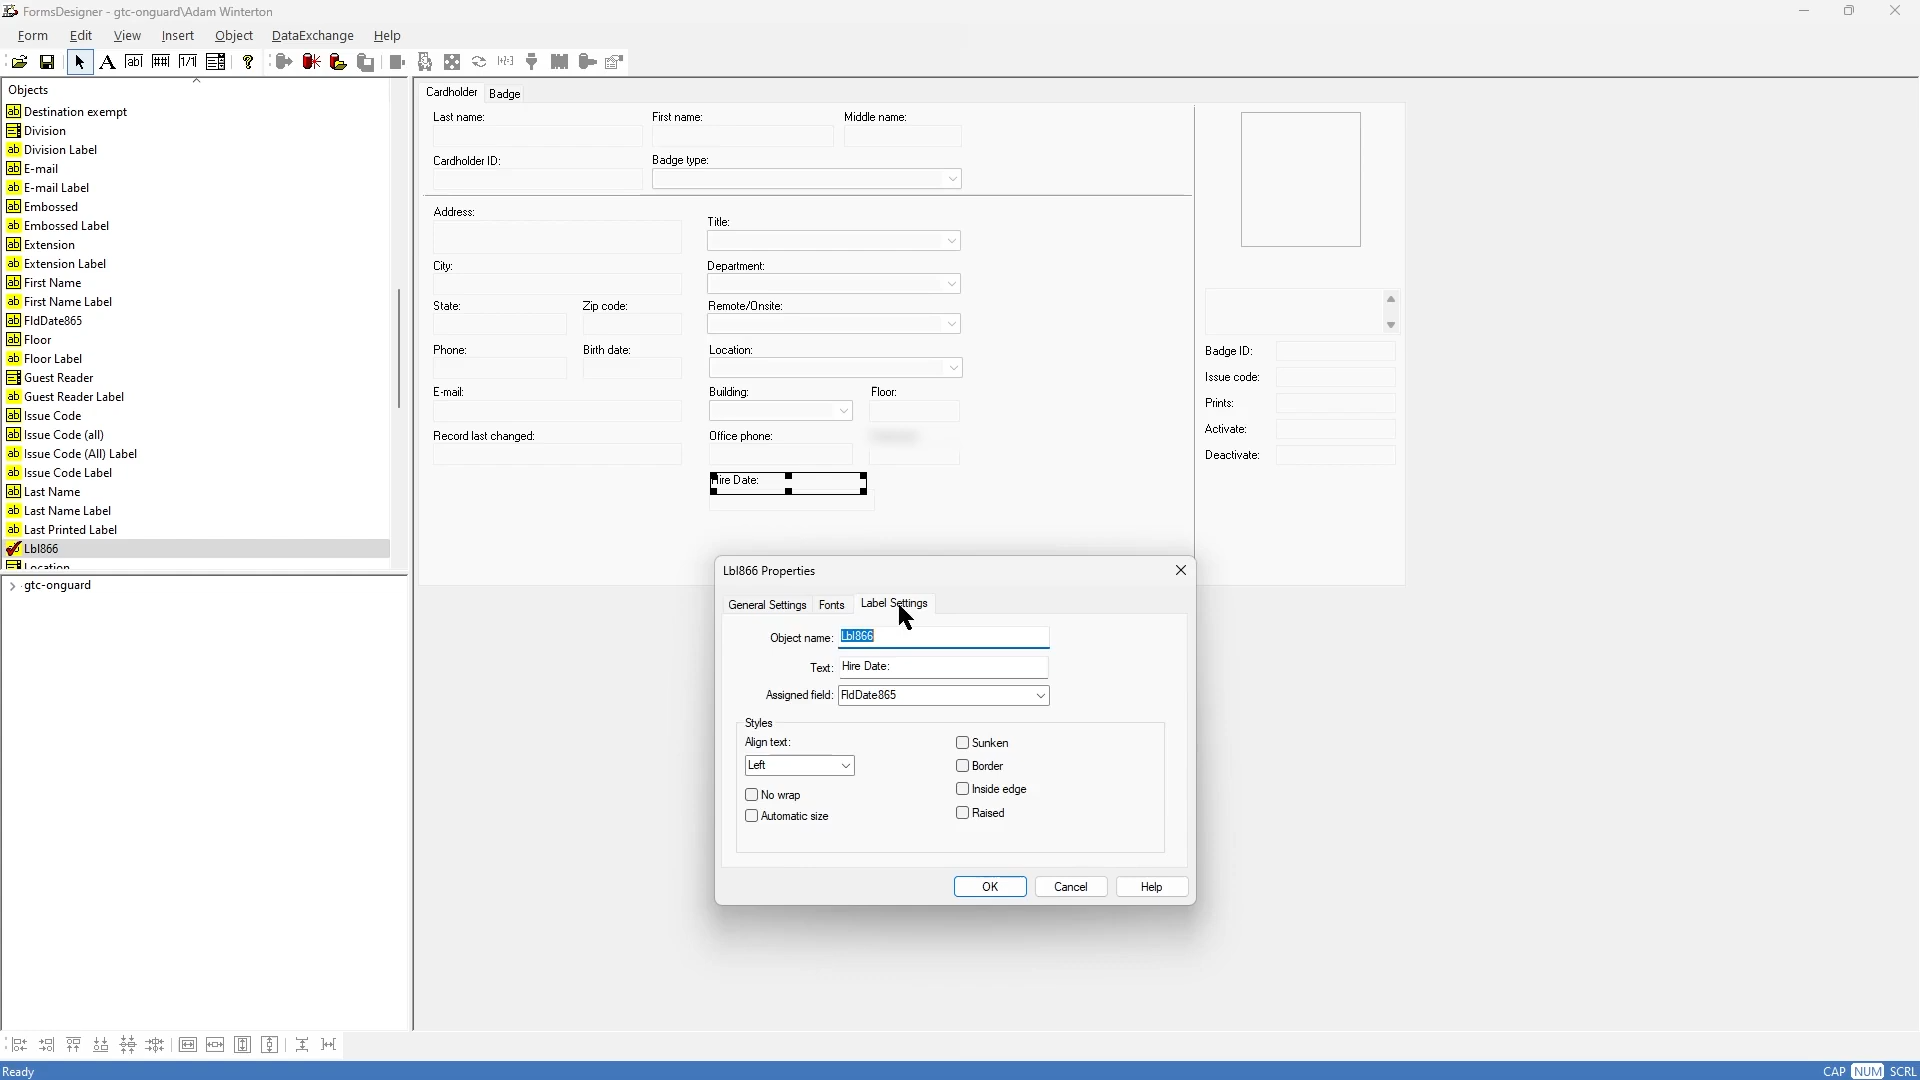 FormsDesigner - gtc-onguard\Adam Winterton
Form Edit View Insert Object DataExchange Help
Objects
Destination exempt
Division
Division Label
E-mail
E-mail Label
Embossed
Embossed Label
Extension
Extension Label
First Name
First Name Label
FldDate865
Floor
Floor Label
Guest Reader
Guest Reader Label
Issue Code
Issue Code (all)
Issue Code (All) Label
Issue Code Label
Last Name
Last Name Label
Last Printed Label
Lbl866
Location
gtc-onguard
Cardholder Badge
Last name: First name: Middle name:
Cardholder ID: Badge type:
Address:
Title:
City: Department:
State: Zip code: Remote/Onsite:
Phone: Birth date: Location:
E-mail: Building: Floor:
Record last changed: Office phone:
Hire Date:
Badge ID:
Issue code:
Prints:
Activate:
Deactivate:
Lbl866 Properties
General Settings Fonts Label Settings
Object name: Lbl866
Text: Hire Date:
Assigned field: FldDate865
Styles
Align text:
Left
No wrap
Automatic size
Sunken
Border
Inside edge
Raised
OK Cancel Help
Ready
CAP NUM SCRL